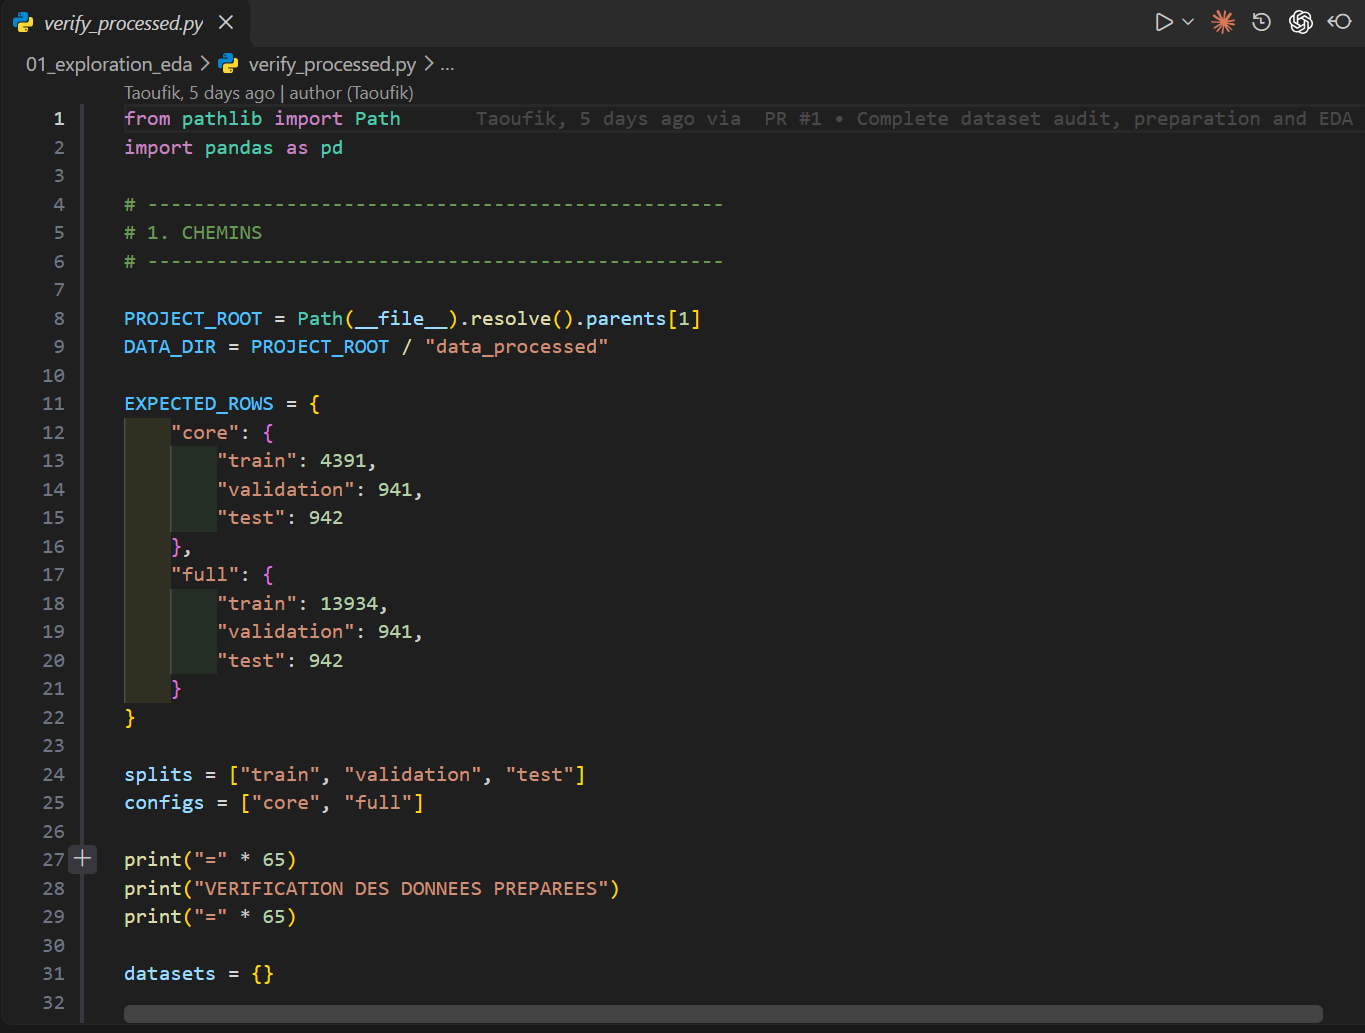 verify_processed.py
01_exploration_eda > verify_processed.py > ...
Taoufik, 5 days ago | author (Taoufik)
1 from pathlib import Path Taoufik, 5 days ago via PR #1 • Complete dataset audit, preparation and EDA
2 import pandas as pd
3
4 # --------------------------------------------------
5 # 1. CHEMINS
6 # --------------------------------------------------
7
8 PROJECT_ROOT = Path(__file__).resolve().parents[1]
9 DATA_DIR = PROJECT_ROOT / "data_processed"
10
11 EXPECTED_ROWS = {
12     "core": {
13         "train": 4391,
14         "validation": 941,
15         "test": 942
16     },
17     "full": {
18         "train": 13934,
19         "validation": 941,
20         "test": 942
21     }
22 }
23
24 splits = ["train", "validation", "test"]
25 configs = ["core", "full"]
26
27 print("=" * 65)
28 print("VERIFICATION DES DONNEES PREPAREES")
29 print("=" * 65)
30
31 datasets = {}
32